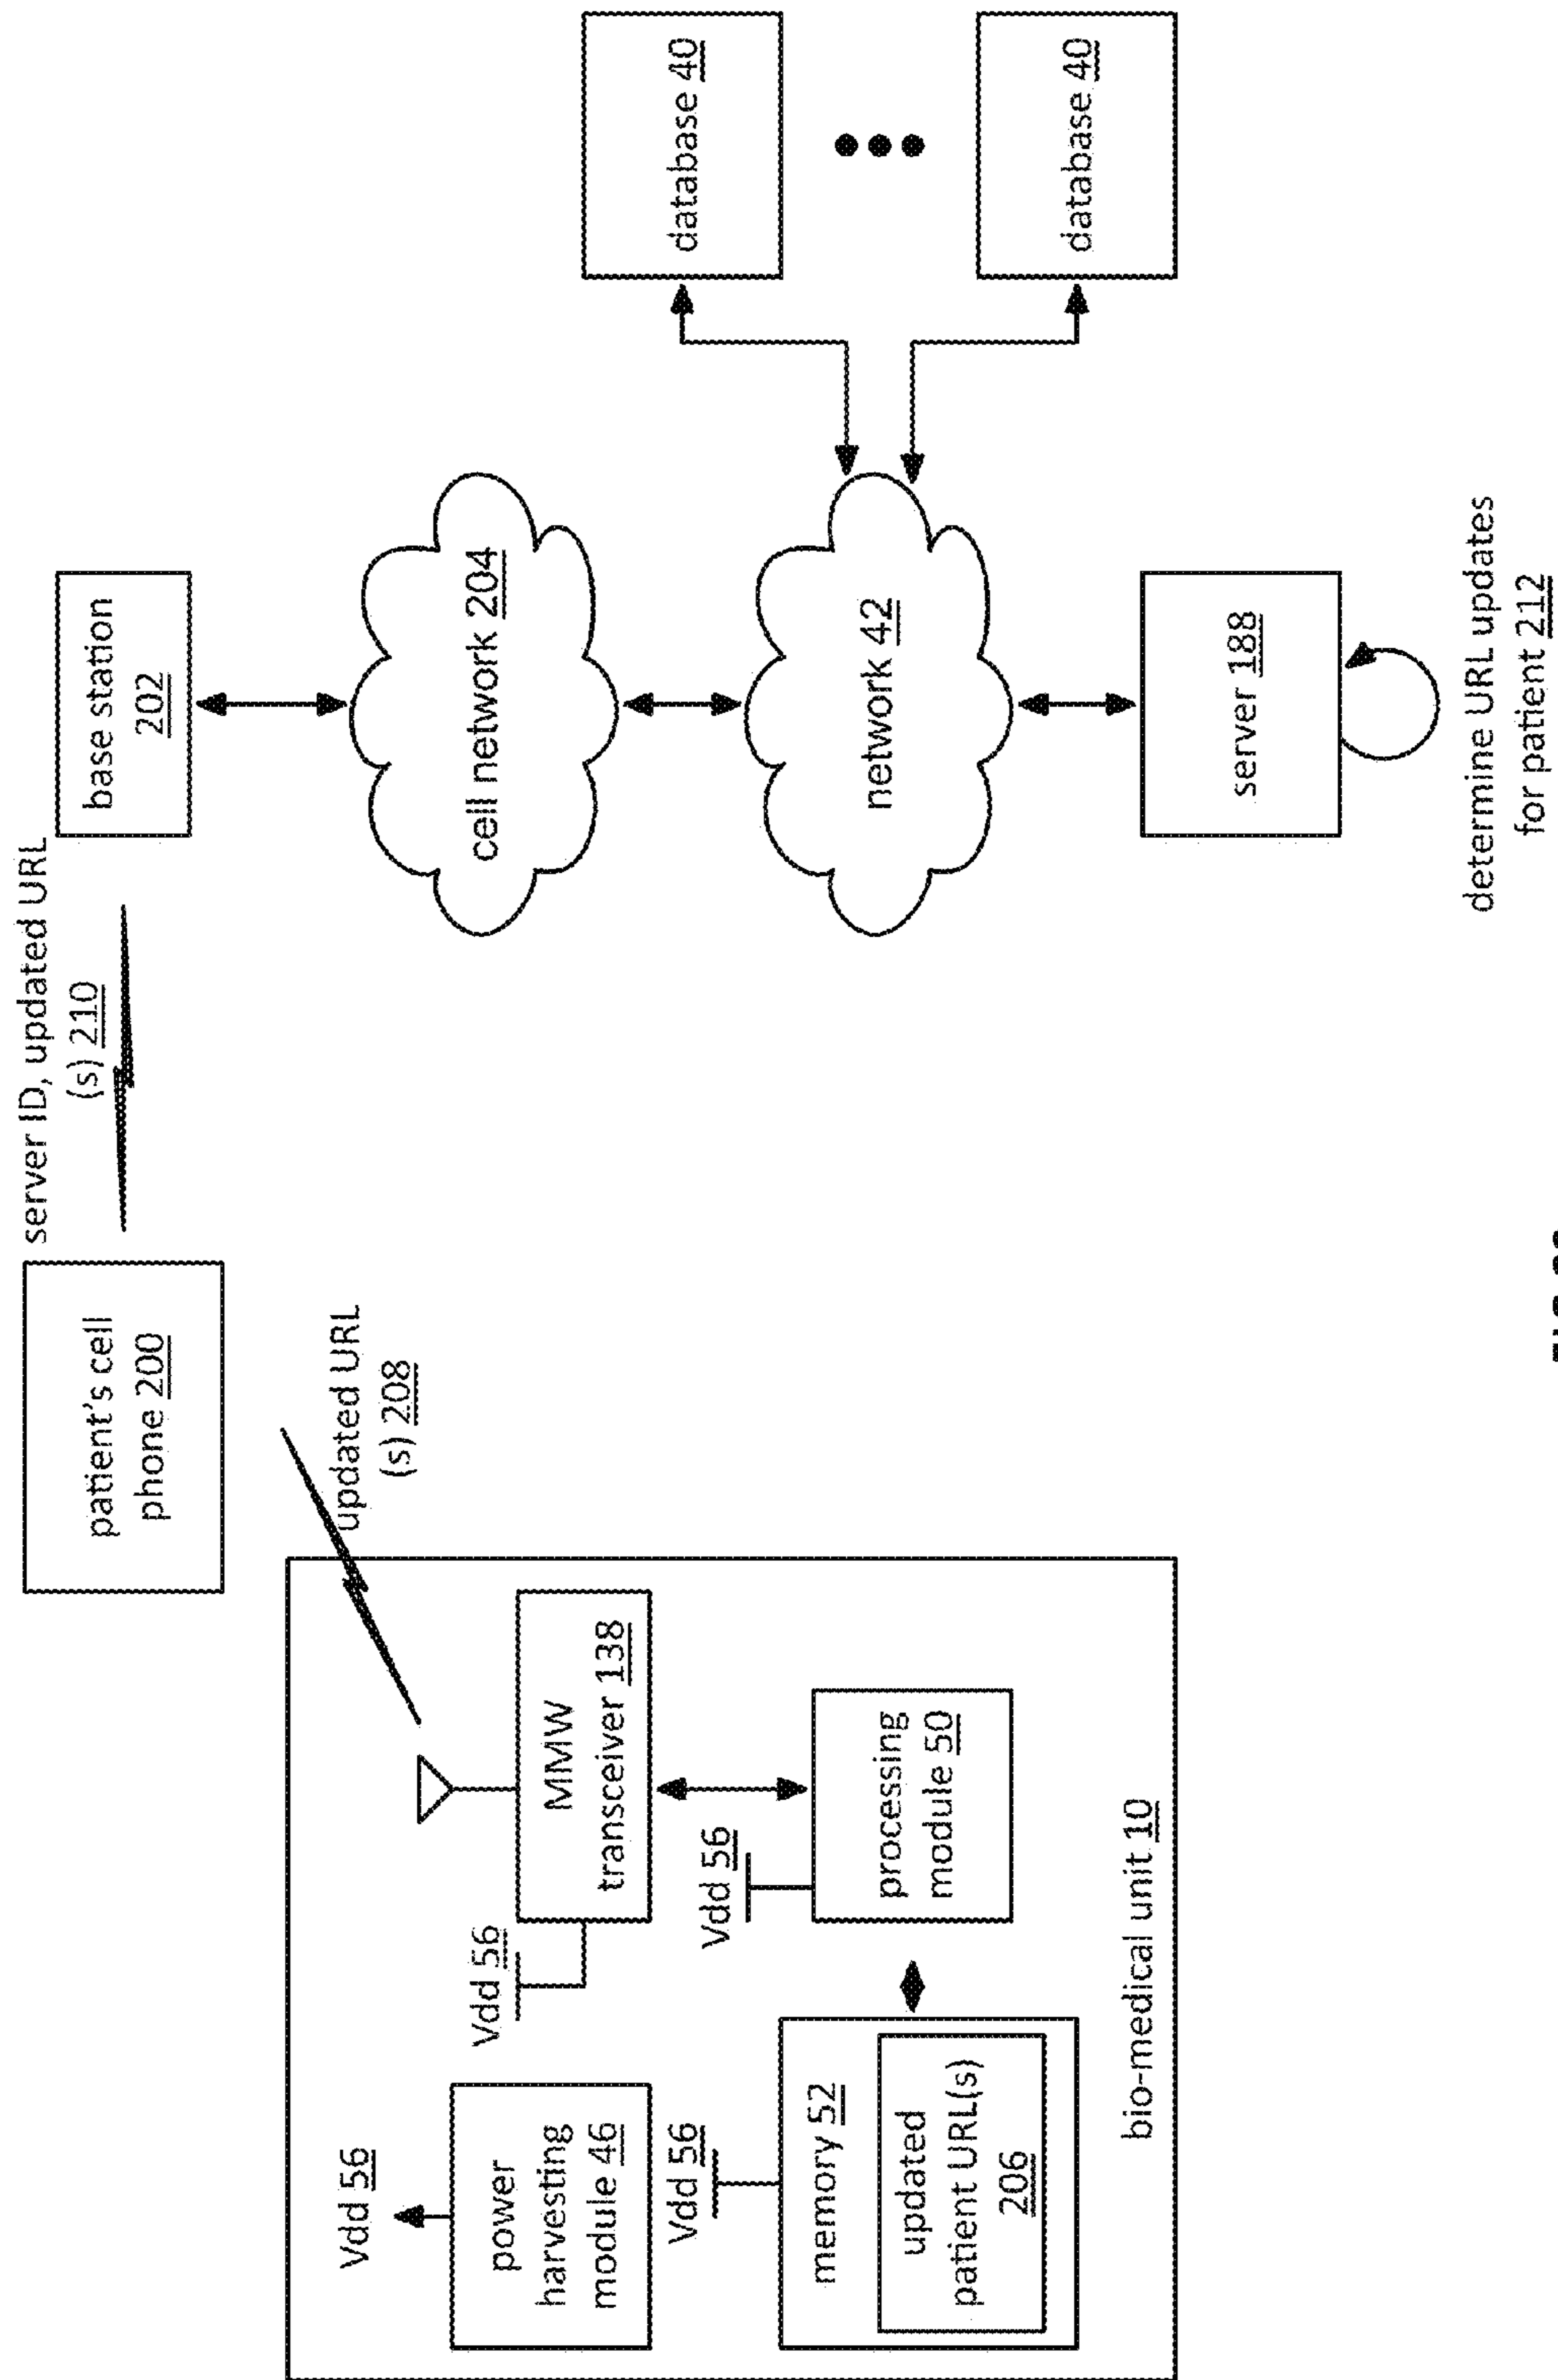 patient's cell
phone 200
server ID, updated URL
(s) 210
base station
202
updated URL
(s) 208
Vdd 56
power
harvesting
module 46
Vdd 56
MMW
transceiver 138
Vdd 56
memory 52
updated
patient URL(s)
206
Vdd 56
processing
module 50
bio-medical unit 10
cell network 204
network 42
database 40
database 40
server 188
determine URL updates
for patient 212